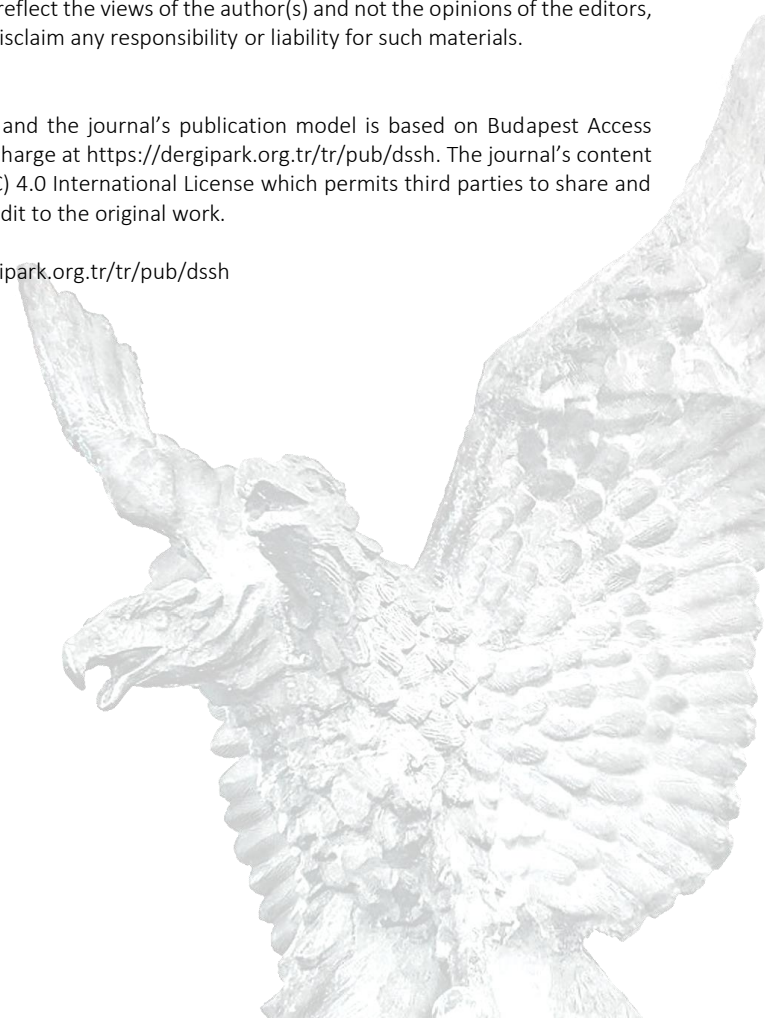 reflect the views of the author(s) and not the opinions of the editors,
isclaim any responsibility or liability for such materials.
and the journal’s publication model is based on Budapest Access
harge at https://dergipark.org.tr/tr/pub/dssh. The journal’s content
C) 4.0 International License which permits third parties to share and
dit to the original work.
ipark.org.tr/tr/pub/dssh